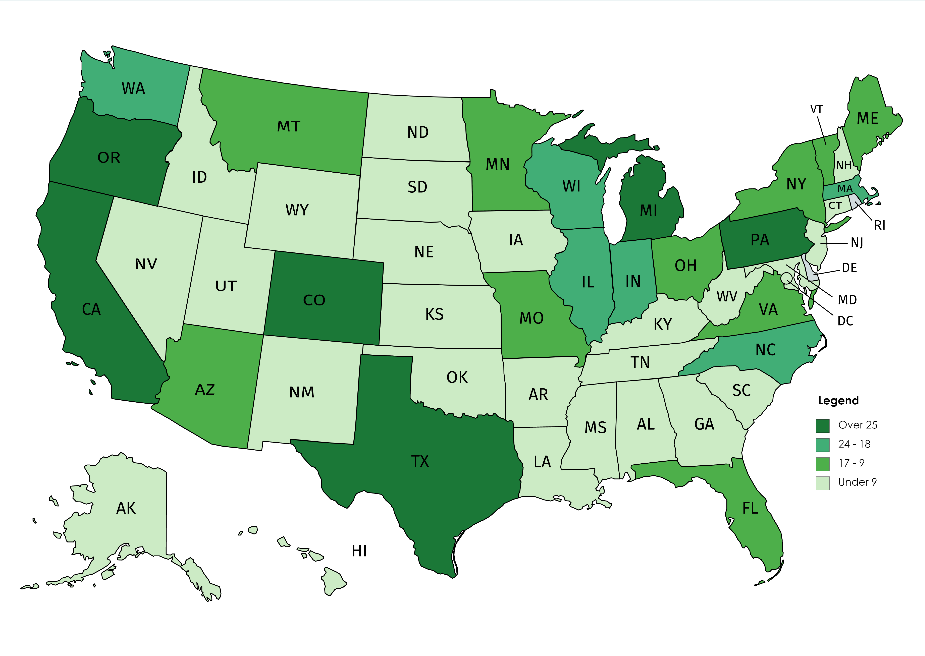 WA
MT
ND
MN
VT
ME
OR
ID
SD
WI
NH
NY
MA
CT
RI
WY
MI
IA
PA
NJ
NV
UT
CO
NE
IL
IN
OH
DE
MD
DC
CA
KS
MO
KY
WV
VA
NC
TN
AZ
NM
OK
AR
SC
MS
AL
GA
TX
LA
FL
AK
HI
Legend
Over 25
24 - 18
17 - 9
Under 9